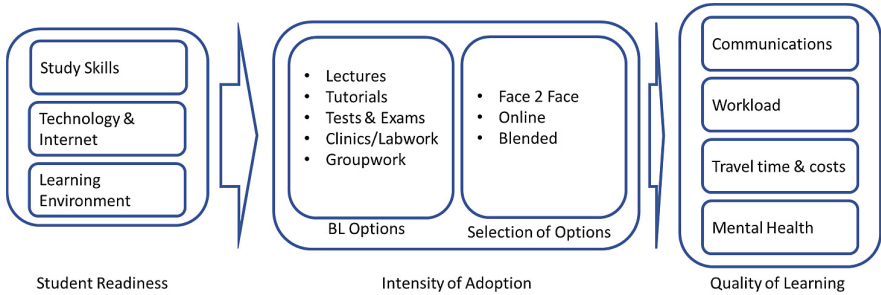 Study Skills
Technology &
Internet
Learning
Environment
Student Readiness
• Lectures
• Tutorials
• Tests & Exams
• Clinics/Labwork
• Groupwork
BL Options
• Face 2 Face
• Online
• Blended
Selection of Options
Intensity of Adoption
Communications
Workload
Travel time & costs
Mental Health
Quality of Learning